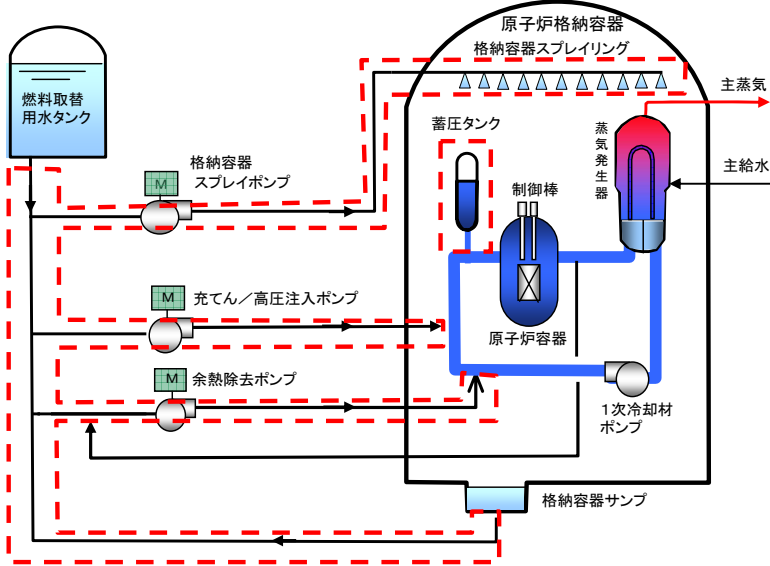 原子炉格納容器
格納容器スプレイリング
燃料取替
用水タンク
主蒸気
蓄圧タンク
蒸気発生器
格納容器
スプレイポンプ
M
制御棒
主給水
充てん/高圧注入ポンプ
M
原子炉容器
余熱除去ポンプ
M
1次冷却材
ポンプ
格納容器サンプ